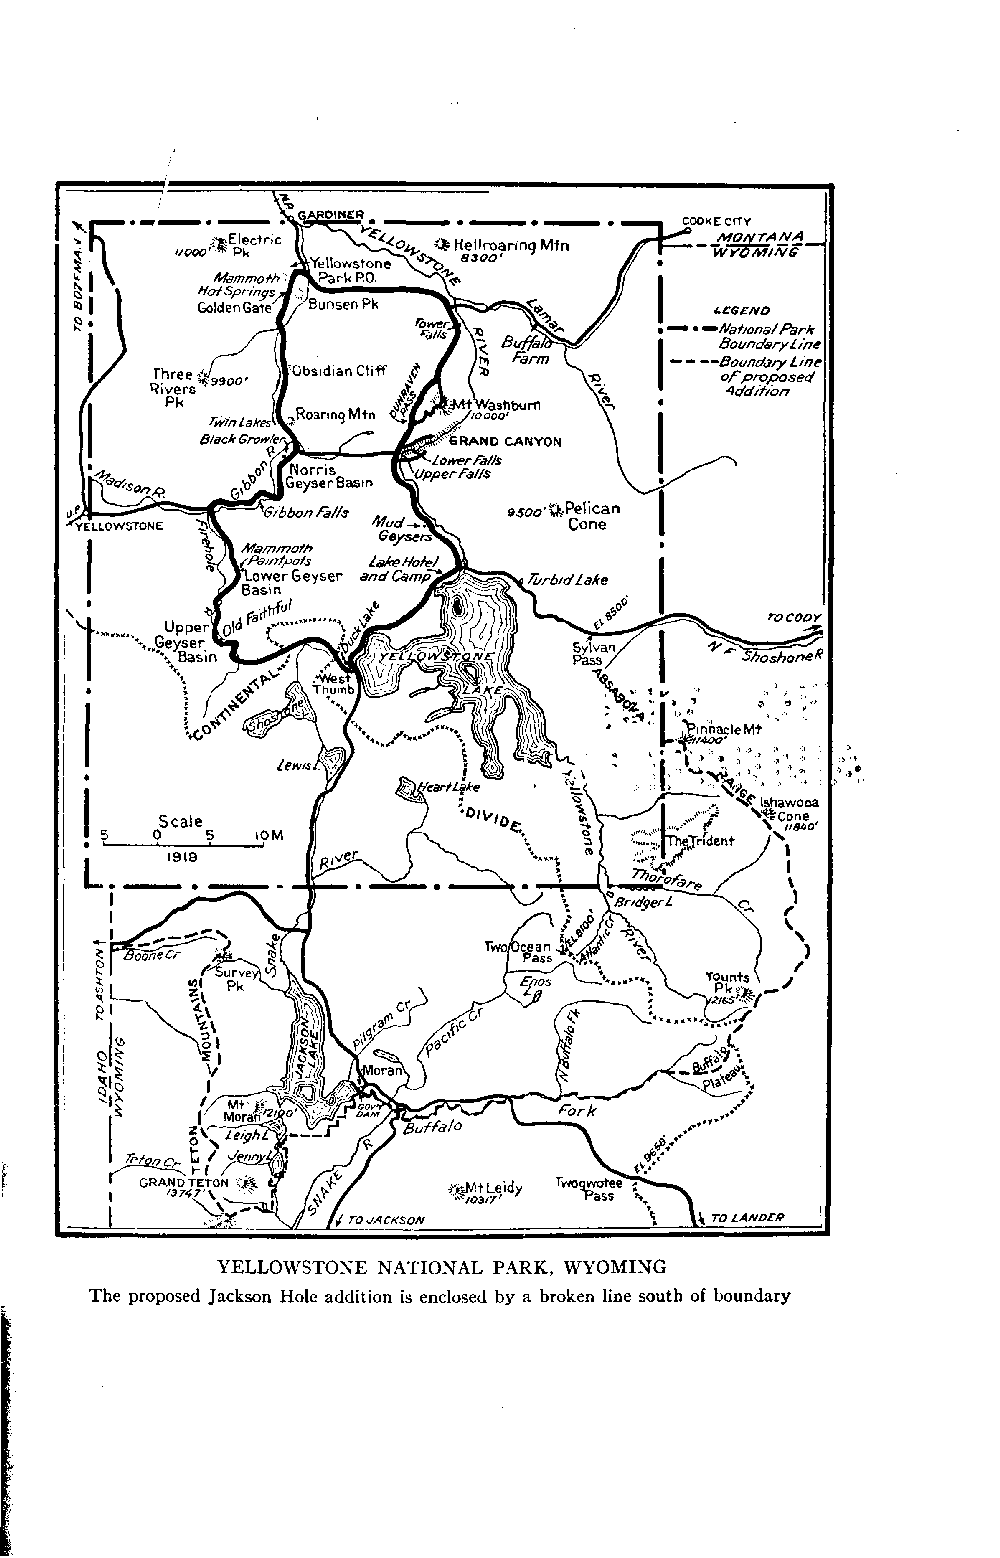 N.P.
GARDINER
COOKE CITY
MONTANA
WYOMING
TO BOZEMAN
Electric
Pk
11000'
YELLOWSTONE
RIVER
Hellroaring Mtn
8300'
Yellowstone
Park P.O.
Mammoth
Hot Springs
Golden Gate
Bunsen Pk
Tower
Falls
Lamar
River
Buffalo
Farm
LEGEND
National Park
Boundary Line
Boundary Line
of proposed
Addition
Three
Rivers
Pk
9900'
Obsidian Cliff
DUNRAVEN
PASS
Mt Washburn
10000'
Twin Lakes
Roaring Mtn
Black Growler
GRAND CANYON
Lower Falls
Upper Falls
Norris
Geyser Basin
Gibbon R.
Madison R.
Gibbon Falls
U.P.
YELLOWSTONE
Firehole
R.
9500'
Pelican
Cone
Mud
Geysers
Mammoth
Paintpots
Lower Geyser
Basin
Lake Hotel
and Camp
Turbid Lake
Old Faithful
Upper
Geyser
Basin
Duck Lake
YELLOWSTONE
LAKE
El 8500'
Sylvan
Pass
TO CODY
N F Shoshone R
West
Thumb
CONTINENTAL
Shoshone
ABSAROKA
RANGE
Pinnacle Mt
11400'
Lewis L
Heart Lake
DIVIDE
Yellowstone
River
Ishawooa
Cone
11840'
Scale
5 0 5 10M
1919
The Trident
River
Thorofare
Cr
Bridger L
El 8100'
Atlantic Cr
Two Ocean
Pass
Enos
L
Boone Cr
Survey
Pk
Snake
TO ASHTON
IDAHO
WYOMING
TETON
MOUNTAINS
JACKSON
LAKE
Pilgram Cr
Pacific Cr
N Buffalo Fk
Younts
Pk
12165'
Moran
Buffalo
Plateau
Mt
Moran
12100'
GOVT
DAM
Buffalo
Fork
Leigh L
Jenny L
Teton Cr
GRAND TETON
13747'
SNAKE R
El 9658'
Mt Leidy
10317'
Twogwotee
Pass
TO JACKSON
TO LANDER
YELLOWSTONE NATIONAL PARK, WYOMING
The proposed Jackson Hole addition is enclosed by a broken line south of boundary